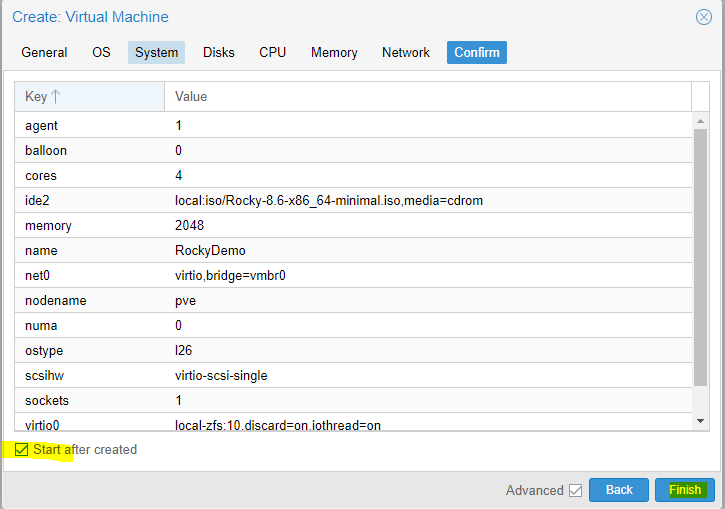 Create: Virtual Machine
General OS System Disks CPU Memory Network Confirm
Key Value
agent 1
balloon 0
cores 4
ide2 local:iso/Rocky-8.6-x86_64-minimal.iso,media=cdrom
memory 2048
name RockyDemo
net0 virtio,bridge=vmbr0
nodename pve
numa 0
ostype l26
scsihw virtio-scsi-single
sockets 1
virtio0 local-zfs:10,discard=on,iothread=on
Start after created
Advanced Back Finish